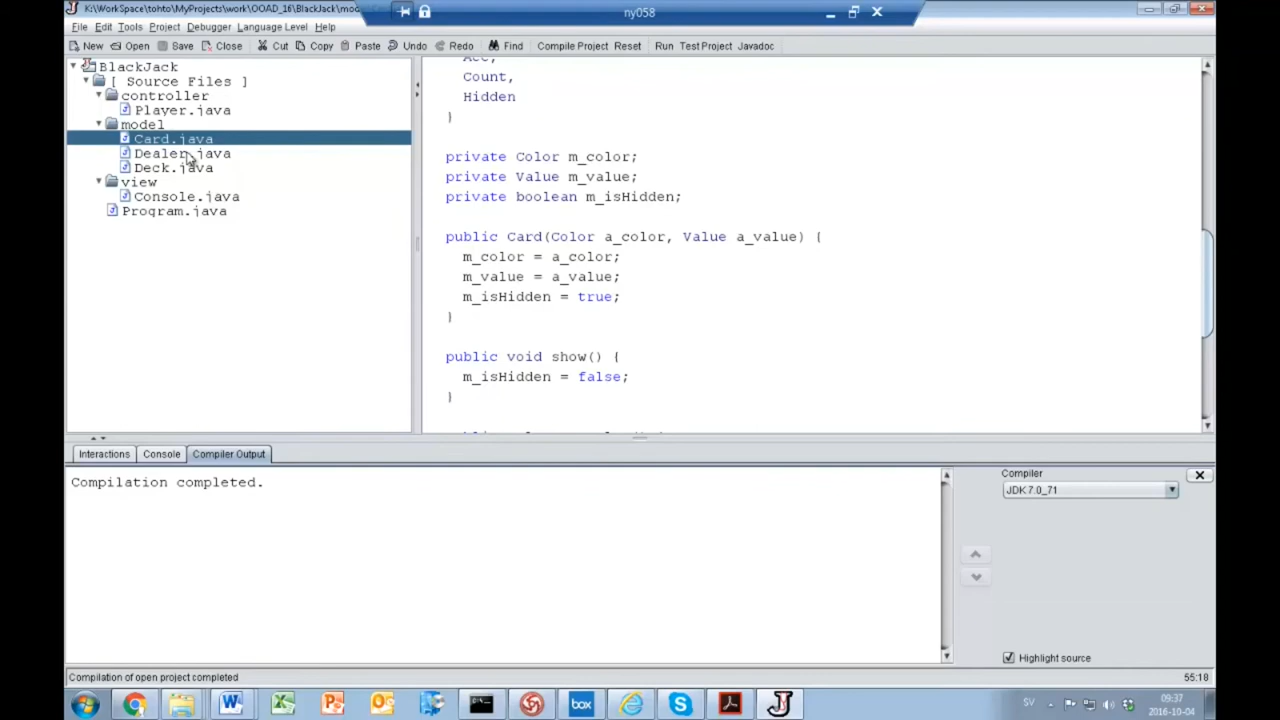 K:\WorkSpace\tohto\MyProjects\work\OOAD_16\BlackJack\mode
ny058
File Edit Tools Project Debugger Language Level Help
New Open Save Close Cut Copy Paste Undo Redo Find Compile Project Reset Run Test Project Javadoc
BlackJack
[ Source Files ]
controller
Player.java
model
Card.java
Dealer.java
Deck.java
view
Console.java
Program.java
Count,
Hidden
}
private Color m_color;
private Value m_value;
private boolean m_isHidden;
public Card(Color a_color, Value a_value) {
m_color = a_color;
m_value = a_value;
m_isHidden = true;
}
public void show() {
m_isHidden = false;
}
Interactions Console Compiler Output
Compilation completed.
Compiler
JDK 7.0_71
Highlight source
Compilation of open project completed
55:18
SV
09:37
2016-10-04